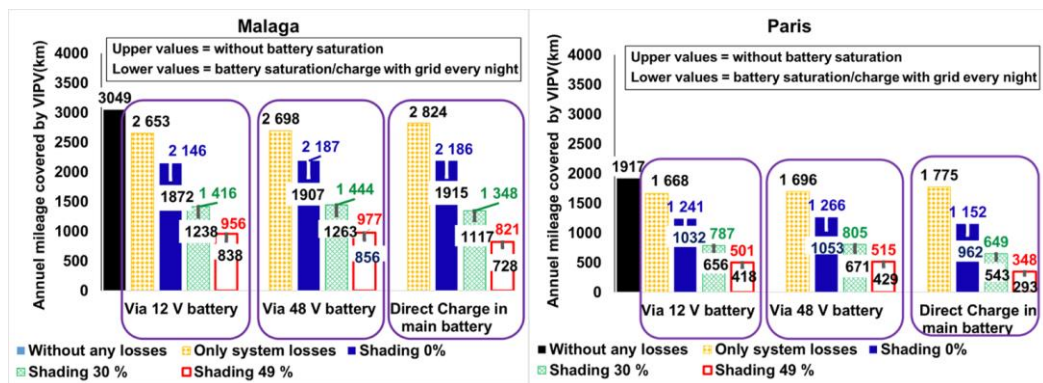 Malaga
Annual mileage covered by VIPV(km)
4000
3500
3000
2500
2000
1500
1000
500
0
Upper values = without battery saturation
Lower values = battery saturation/charge with grid every night
3049
2 653
2 146
1872
1 416
1238
956
838
2 698
2 187
1907
1 444
1263
977
856
2 824
2 186
1915
1 348
1117
821
728
Via 12 V battery
Via 48 V battery
Direct Charge in
main battery
Without any losses
Only system losses
Shading 0%
Shading 30 %
Shading 49 %
Paris
Annual mileage covered by VIPV(km)
4000
3500
3000
2500
2000
1500
1000
500
0
Upper values = without battery saturation
Lower values = battery saturation/charge with grid every night
1917
1 668
1 241
1032
787
656
501
418
1 696
1 266
1053
805
671
515
429
1 775
1 152
962
649
543
348
293
Via 12 V battery
Via 48 V battery
Direct Charge in
main battery
Without any losses
Only system losses
Shading 0%
Shading 30 %
Shading 49 %